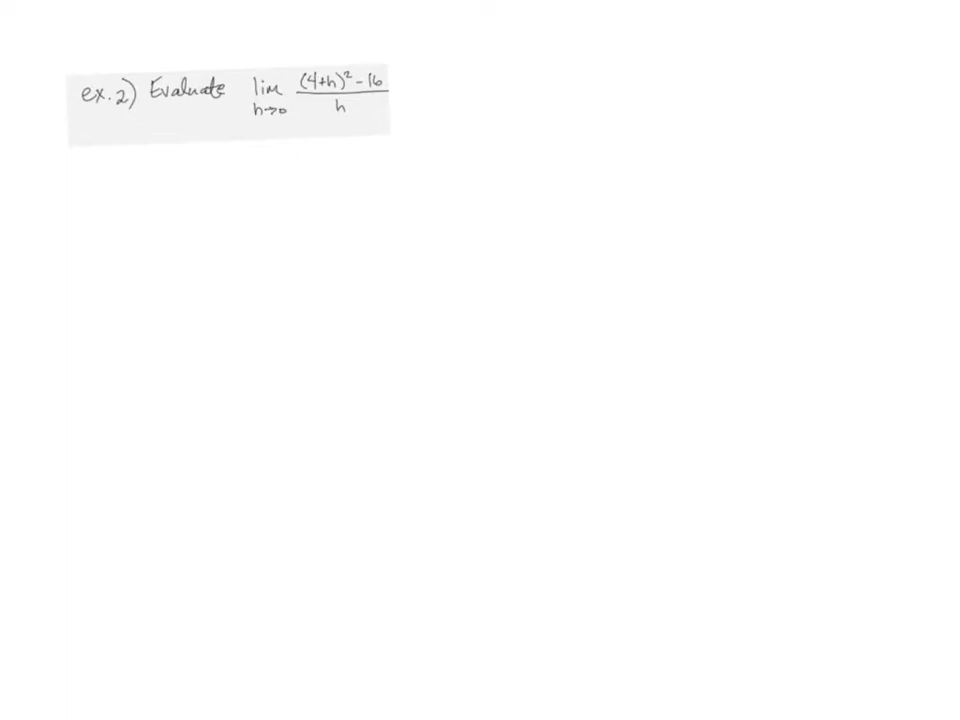 ex. 2) Evaluate lim h→0 (4+h)² - 16 / h